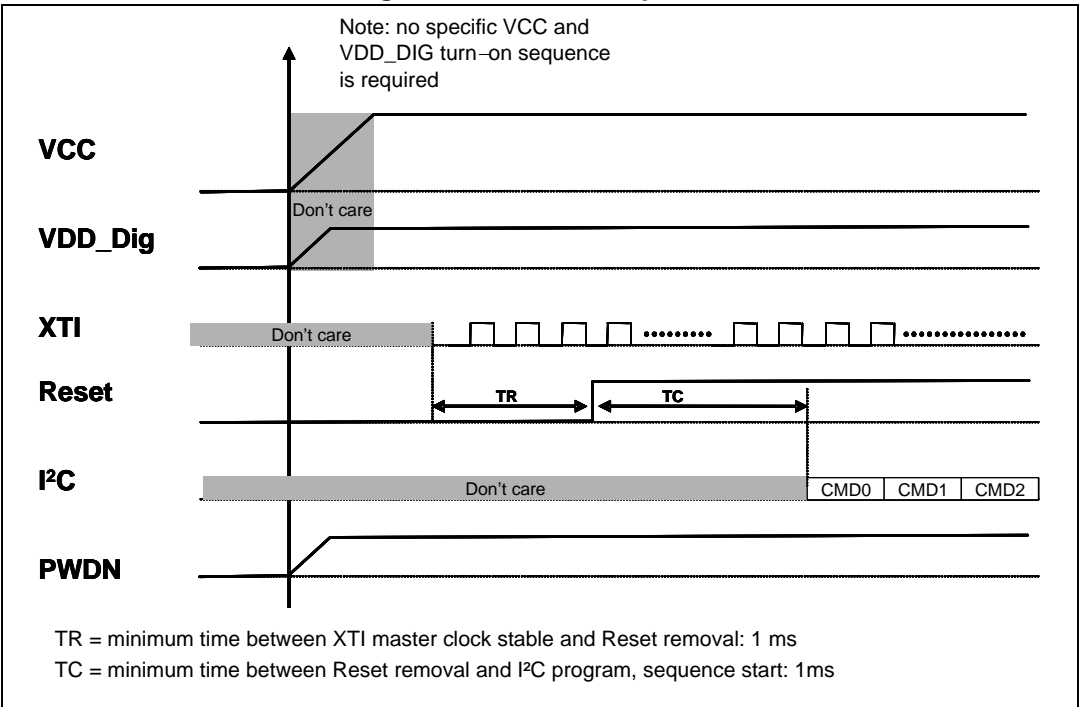 Note: no specific VCC and
VDD_DIG turn–on sequence
is required
VCC
Don't care
VDD_Dig
XTI
Don't care
Reset
TR
TC
I²C
Don't care
CMD0
CMD1
CMD2
PWDN
TR = minimum time between XTI master clock stable and Reset removal: 1 ms
TC = minimum time between Reset removal and I²C program, sequence start: 1ms